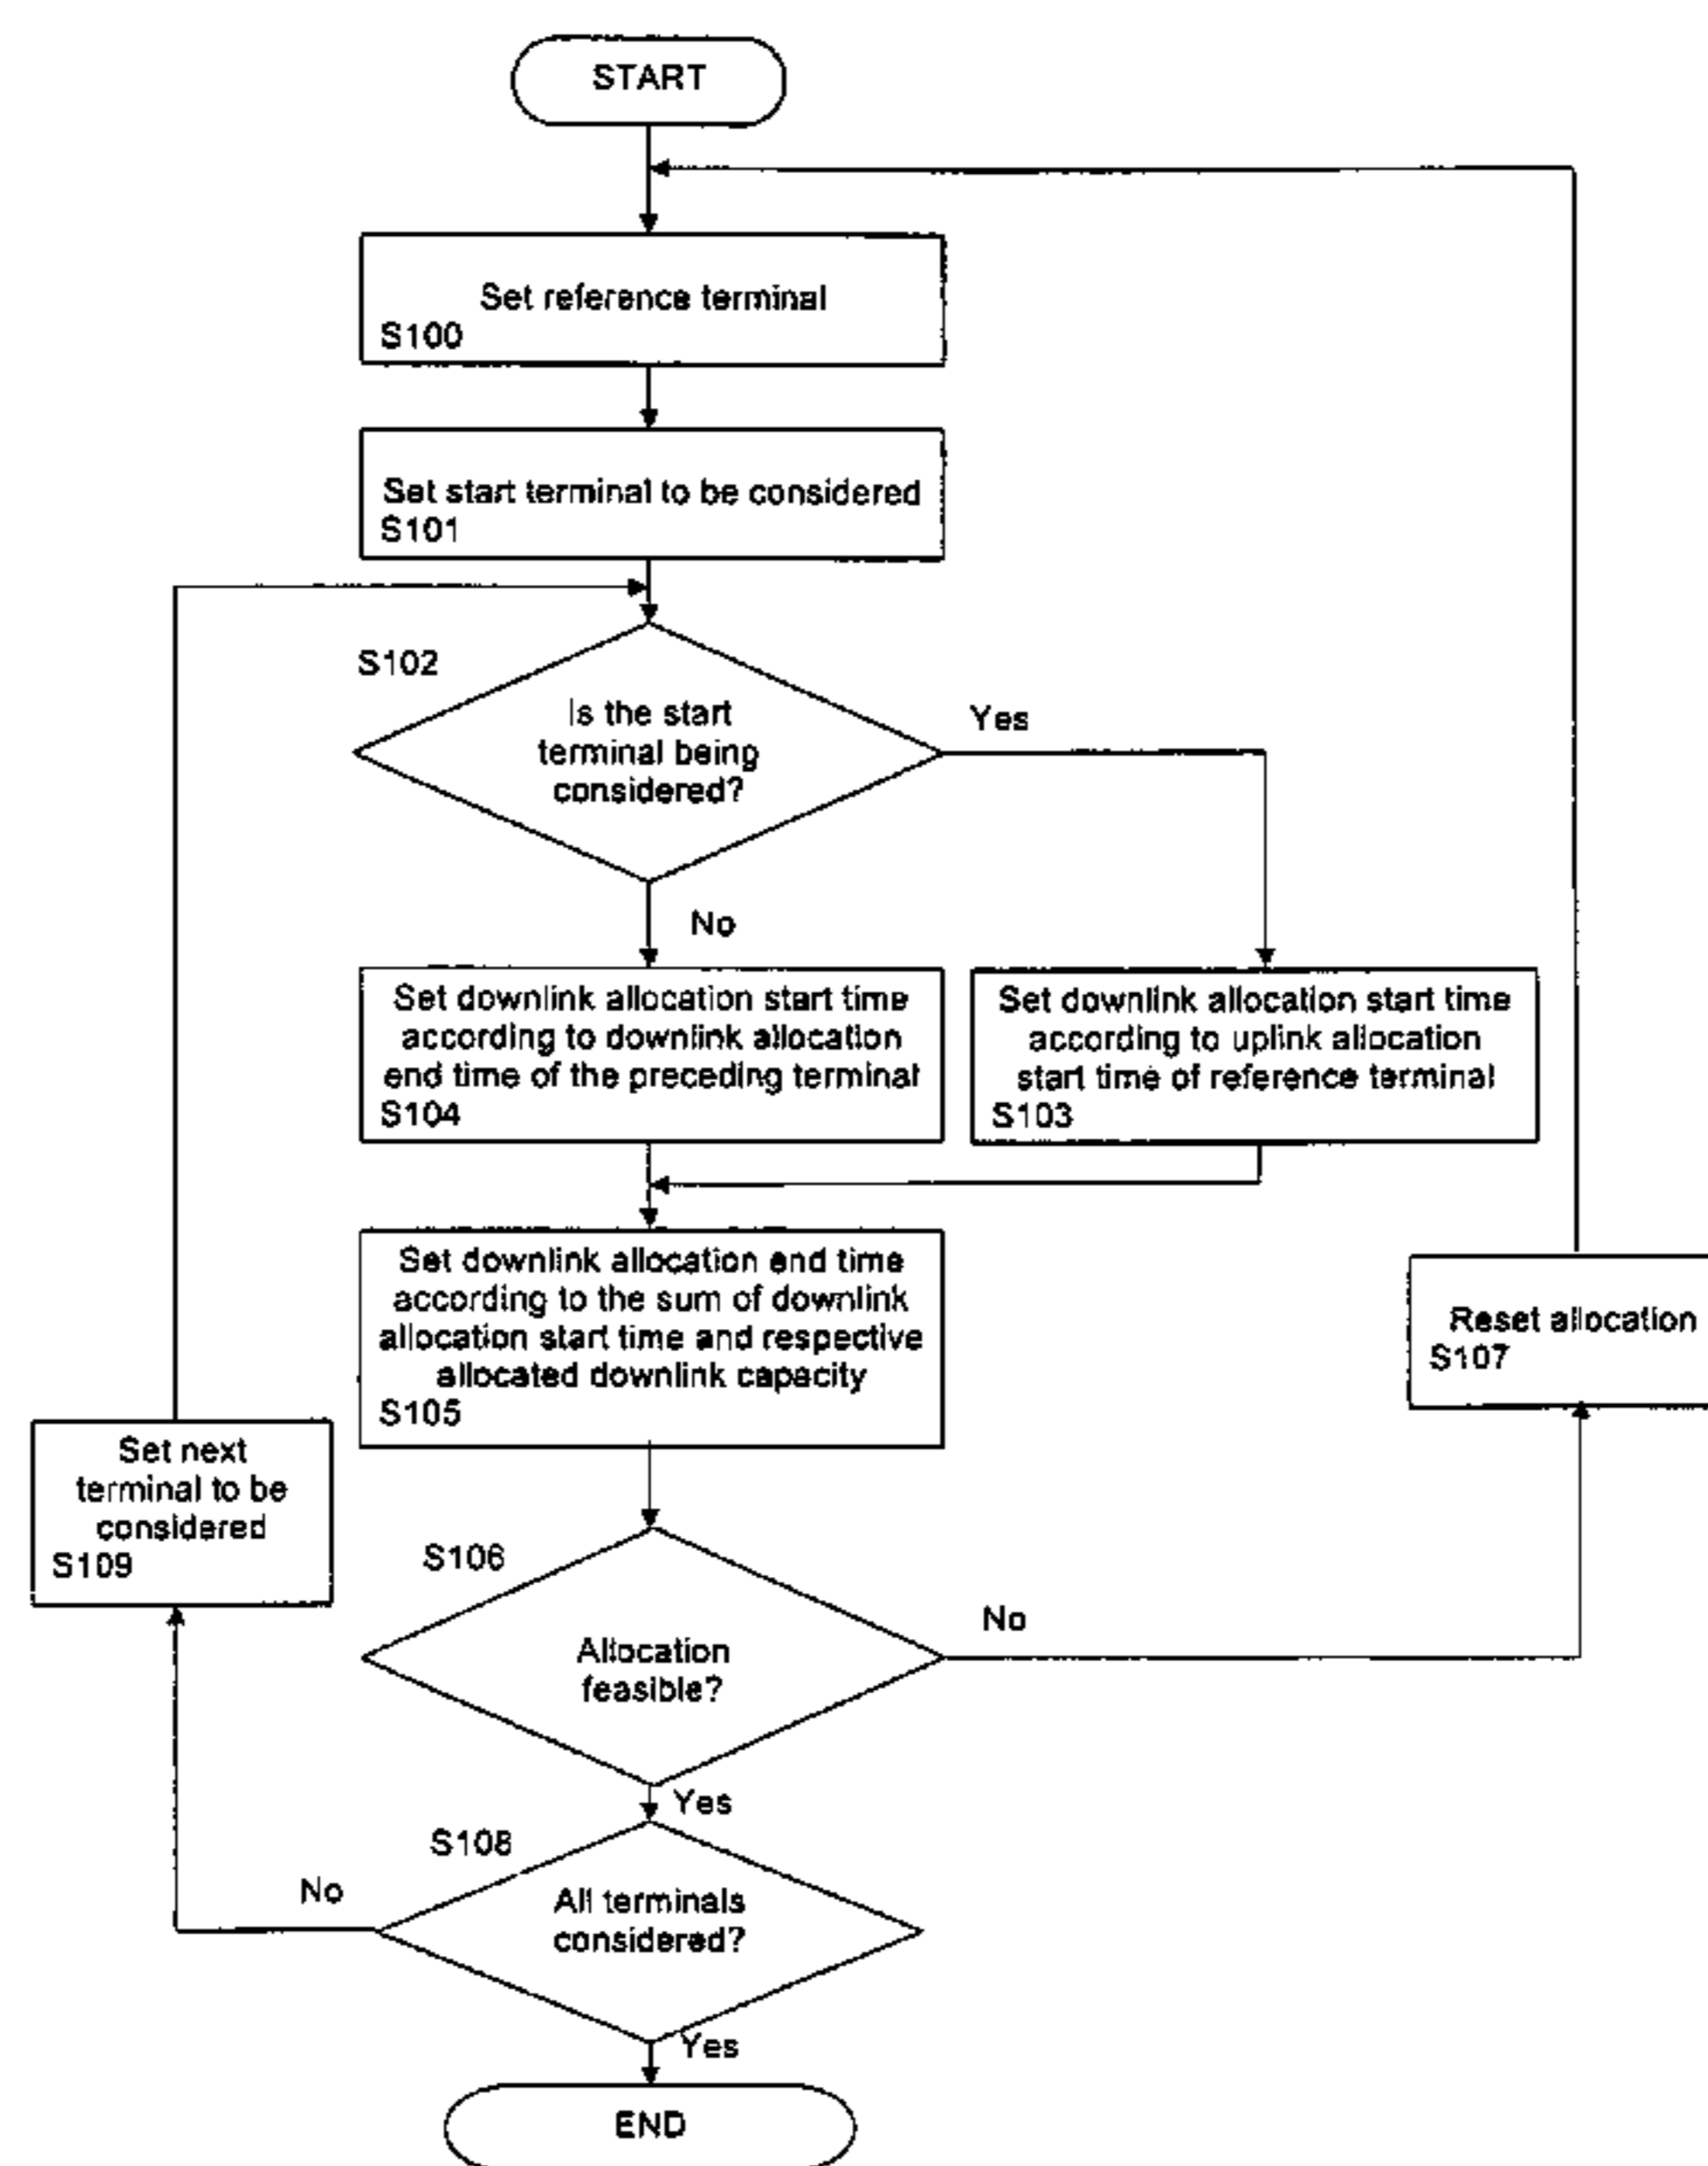 START
Set reference terminal
S100
Set start terminal to be considered
S101
S102
Is the start
terminal being
considered?
Yes
No
Set downlink allocation start time
according to downlink allocation
end time of the preceding terminal
S104
Set downlink allocation start time
according to uplink allocation
start time of reference terminal
S103
Set downlink allocation end time
according to the sum of downlink
allocation start time and respective
allocated downlink capacity
S105
Reset allocation
S107
Set next
terminal to be
considered
S109
S106
Allocation
feasible?
No
Yes
S108
All terminals
considered?
No
Yes
END